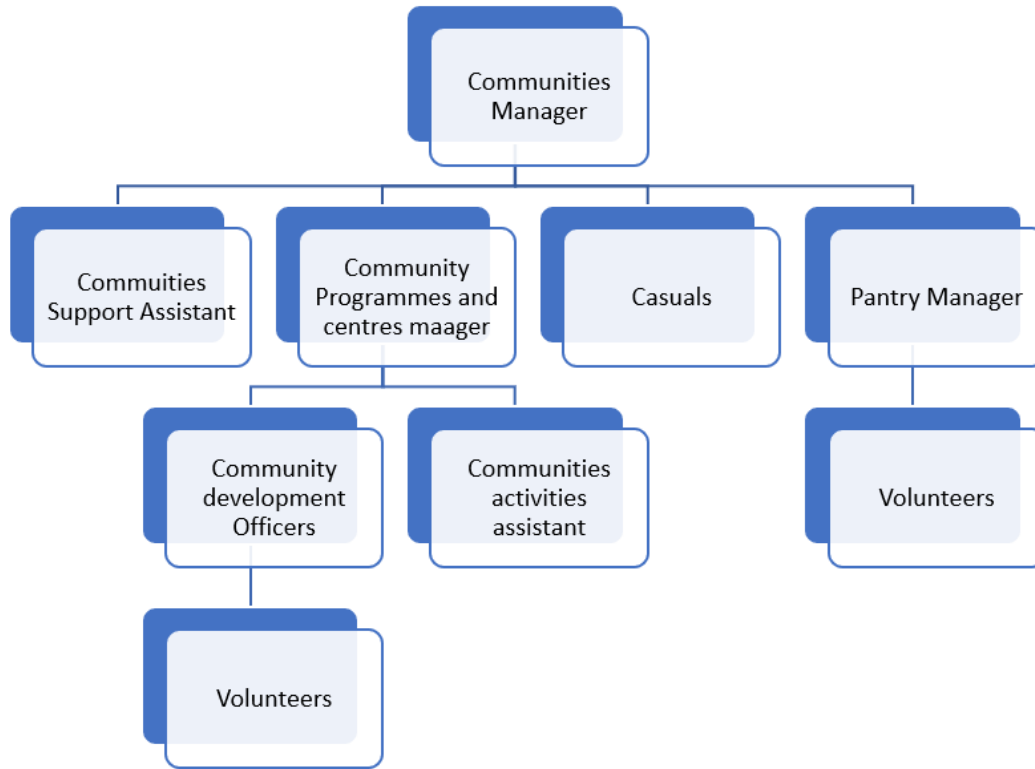 Communities
Manager
Commuities
Support Assistant
Community
Programmes and
centres maager
Casuals
Pantry Manager
Community
development
Officers
Communities
activities
assistant
Volunteers
Volunteers